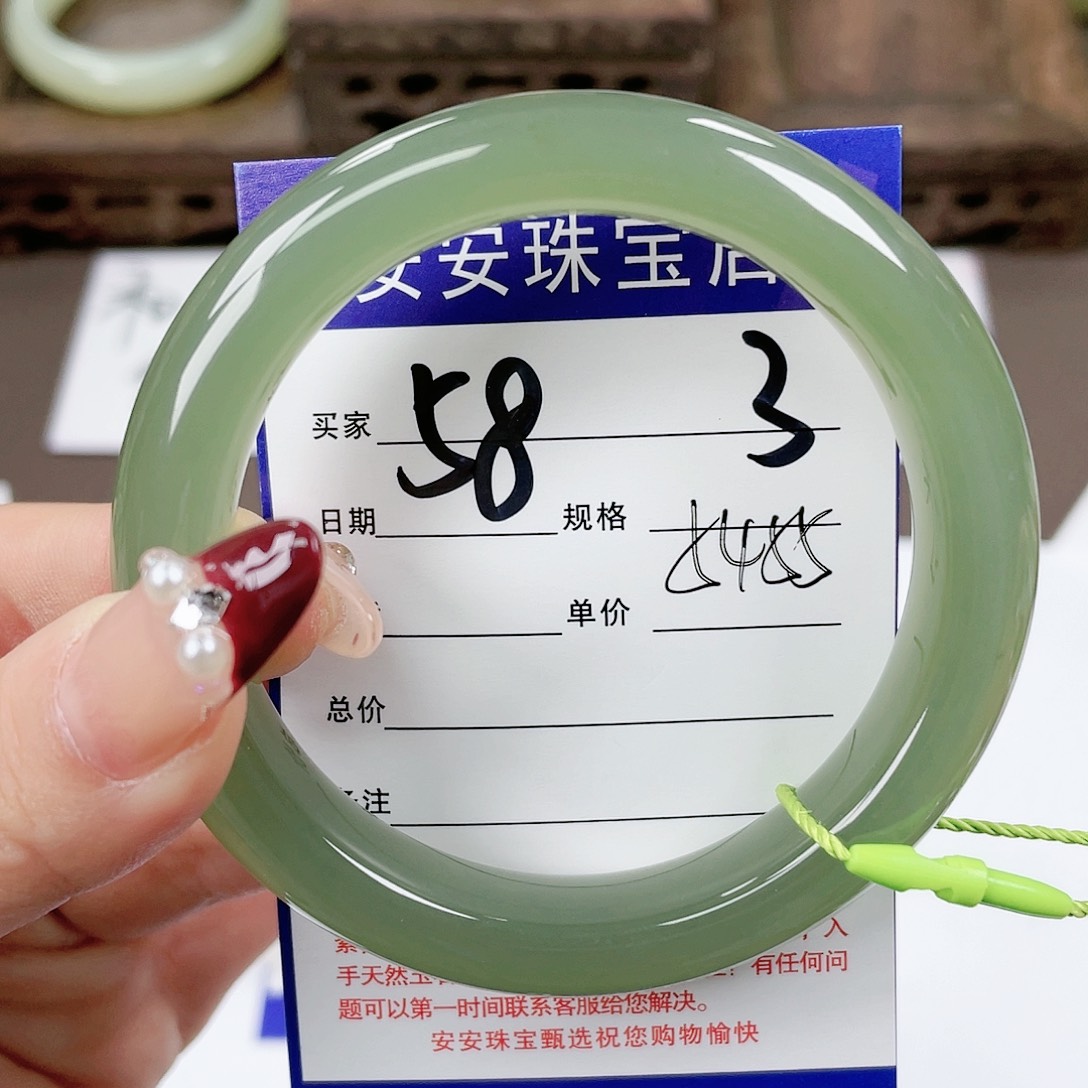 安安珠宝店
买家 58 3
日期 规格
单价
总价
备注
入
手天然玉 有任何问
题可以第一时间联系客服给您解决。
安安珠宝甄选祝您购物愉快